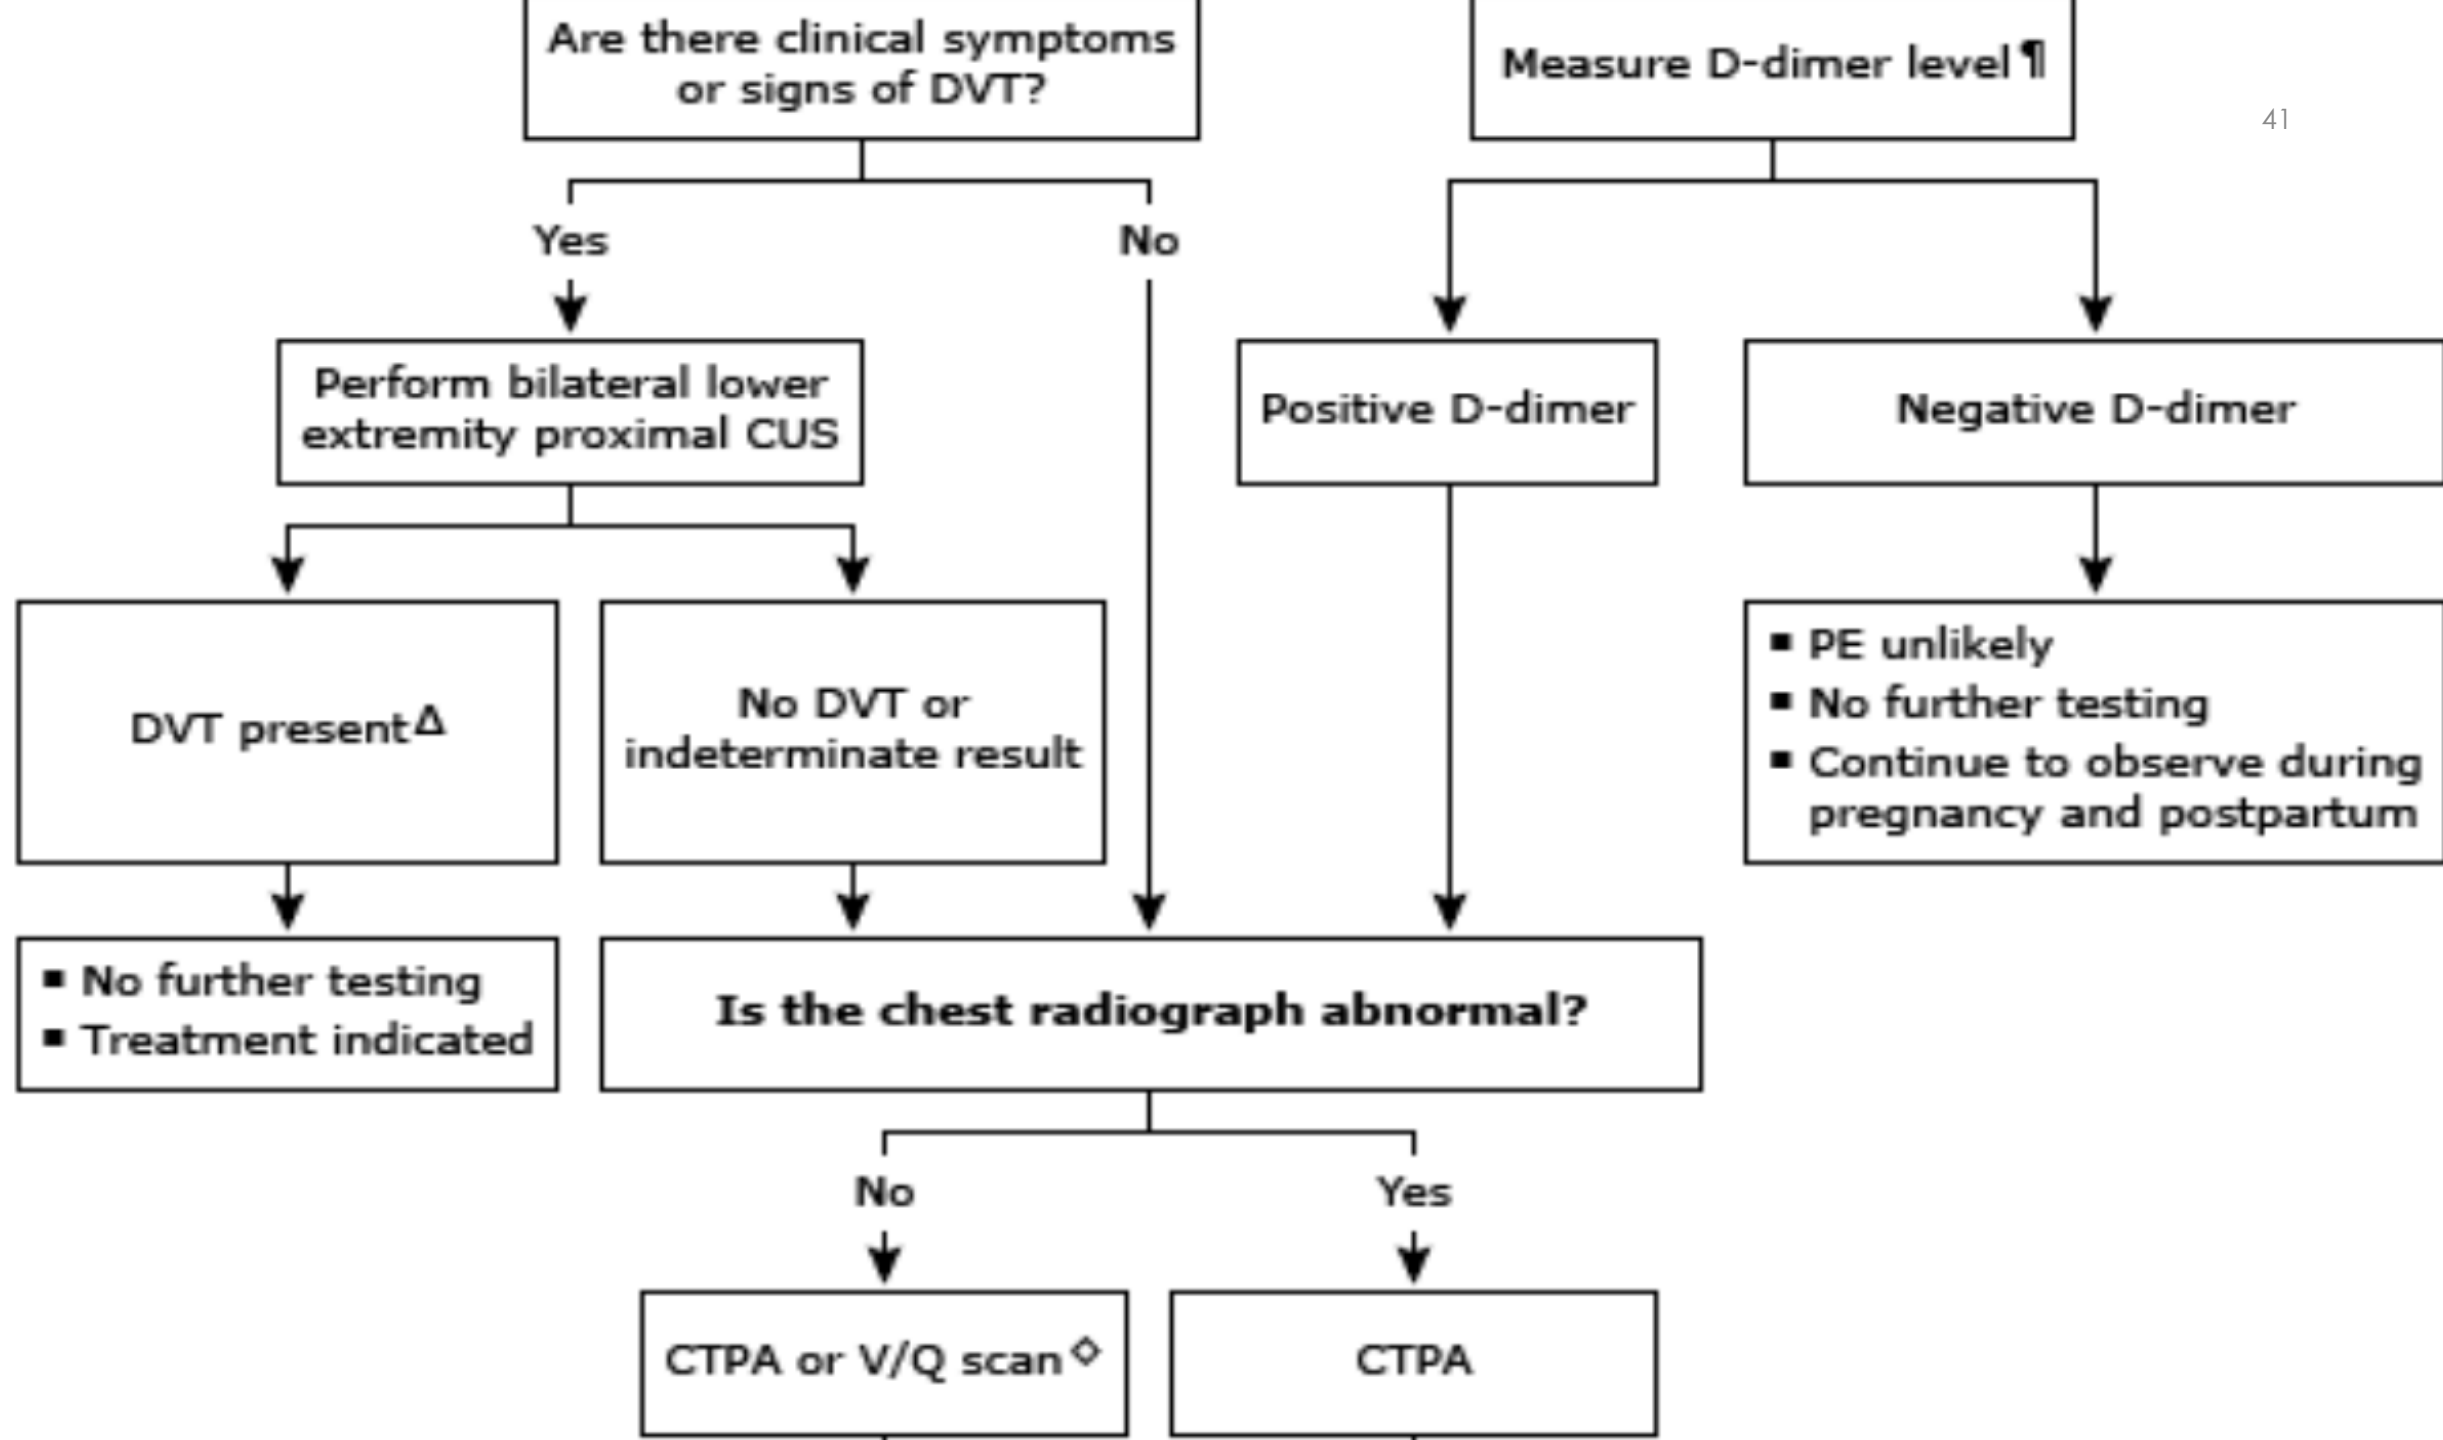 Are there clinical symptoms
or signs of DVT?
Measure D-dimer level¶
41
Yes
No
Perform bilateral lower
extremity proximal CUS
Positive D-dimer
Negative D-dimer
DVT presentΔ
No DVT or
indeterminate result
▪ PE unlikely
▪ No further testing
▪ Continue to observe during
pregnancy and postpartum
▪ No further testing
▪ Treatment indicated
Is the chest radiograph abnormal?
No
Yes
CTPA or V/Q scan◇
CTPA